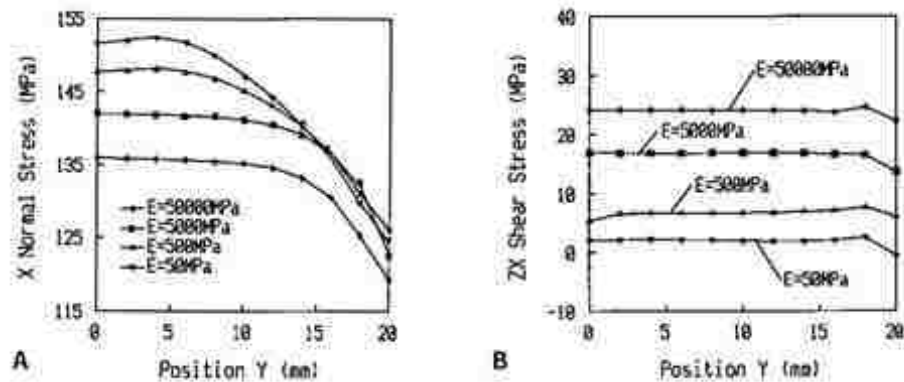 155
145
135
125
115
X Normal Stress (MPa)
E=50000MPa
E=5000MPa
E=500MPa
E=50MPa
0 5 10 15 20
Position Y (mm)
A
40
30
20
10
0
-10
ZX Shear Stress (MPa)
E=50000MPa
E=5000MPa
E=500MPa
E=50MPa
0 5 10 15 20
Position Y (mm)
B